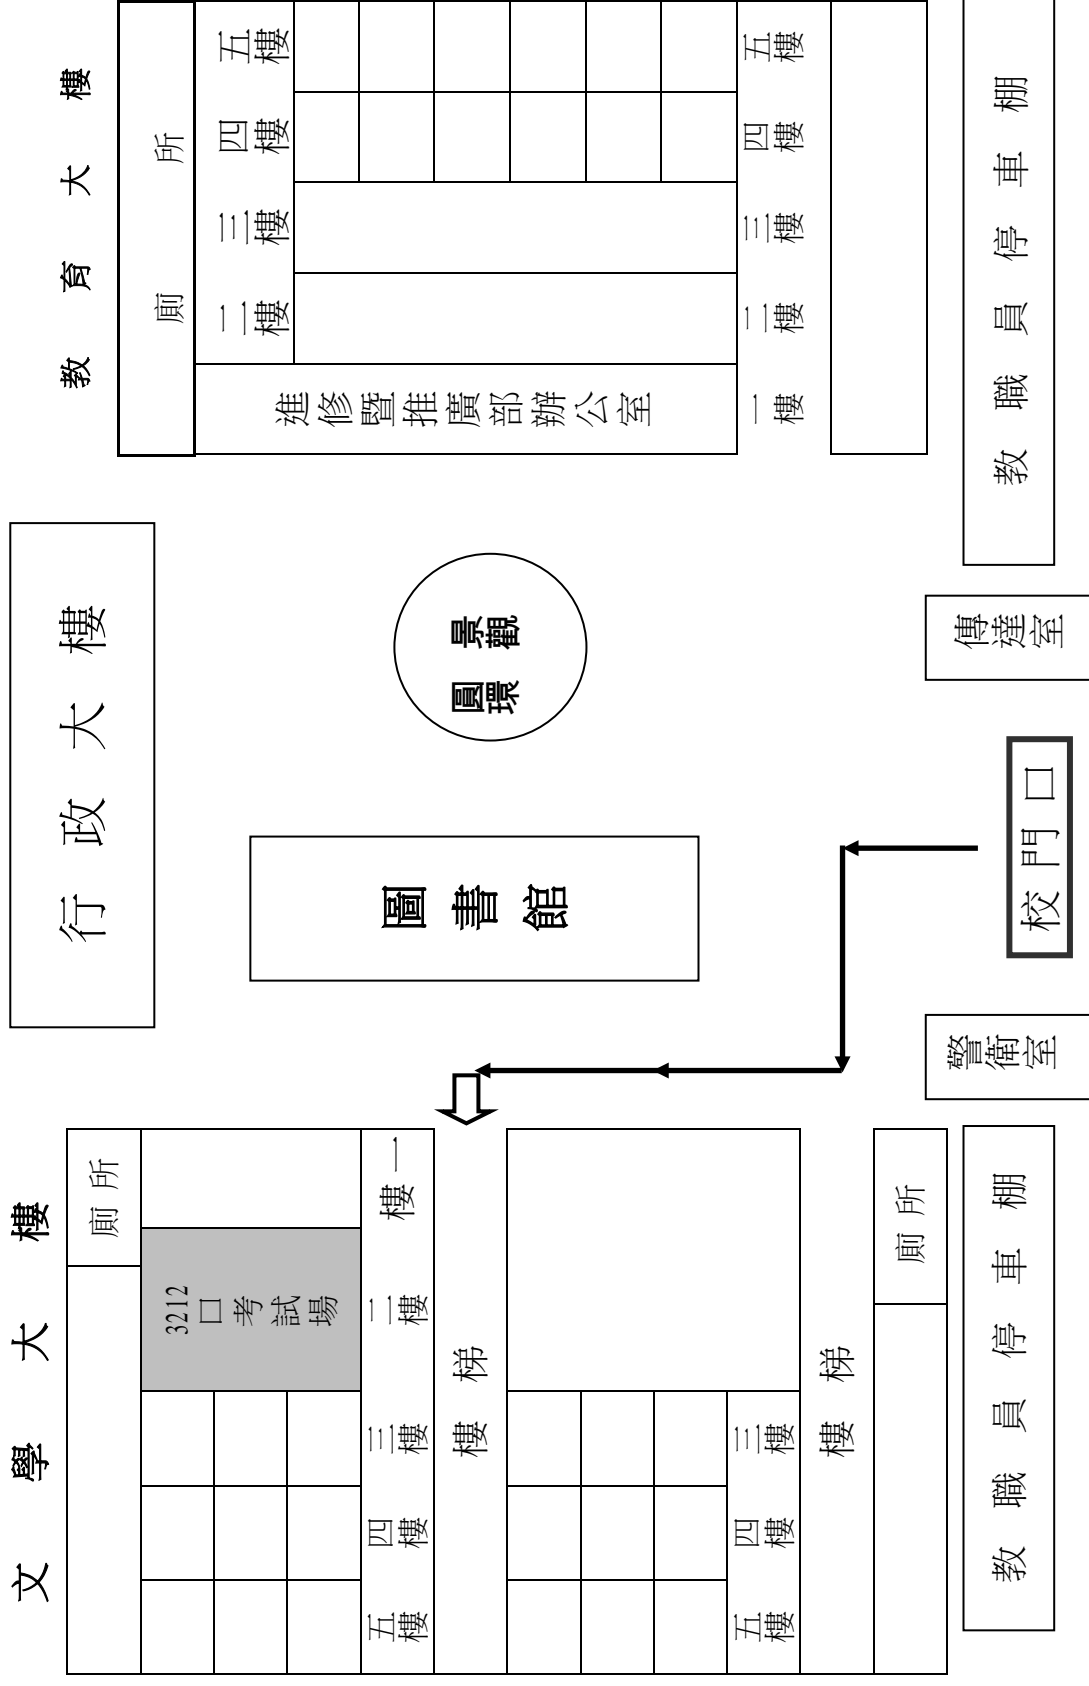 文學大樓
廁所
3212
口考試場
五樓
四樓
三樓
二樓
樓一
樓梯
五樓
四樓
三樓
樓梯
廁所
教職員停車棚
行政大樓
圖書館
景觀
圓環
警衛室
校門口
傳達室
教育大樓
廁所
進修暨推廣部辦公室
二樓
三樓
四樓
五樓
一樓
二樓
三樓
四樓
五樓
教職員停車棚